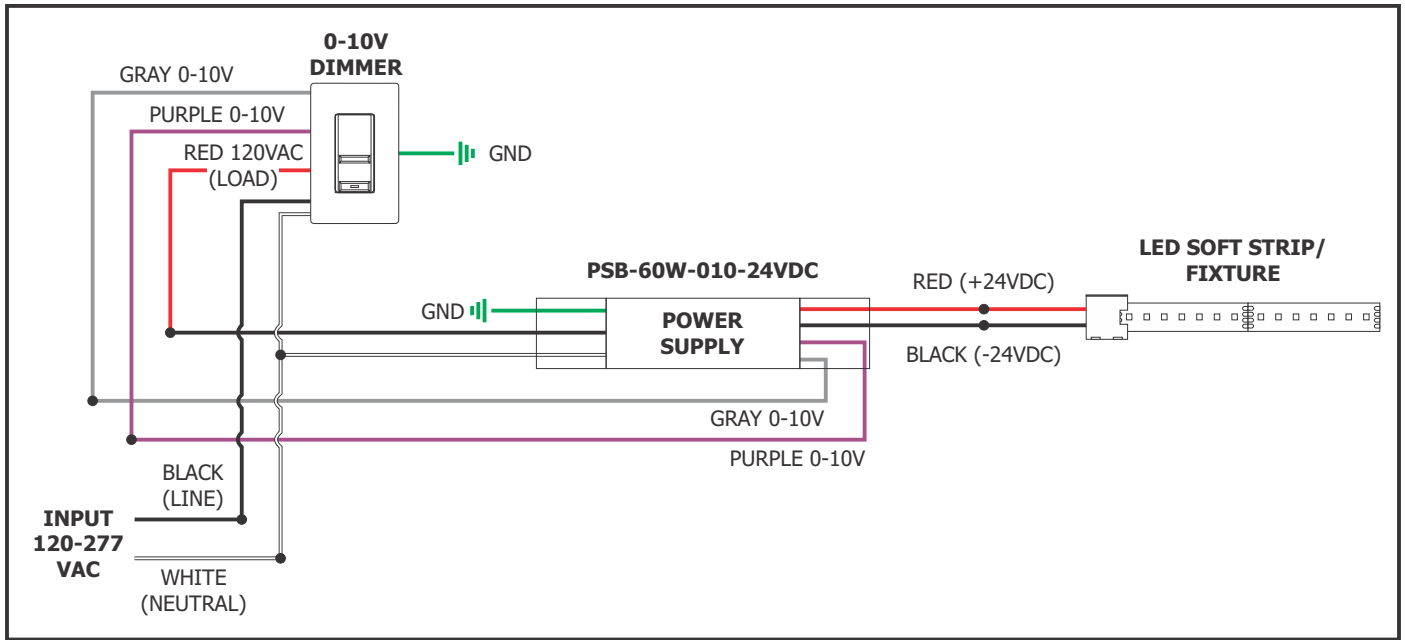 0-10V
DIMMER
GRAY 0-10V
PURPLE 0-10V
RED 120VAC
(LOAD)
GND
PSB-60W-010-24VDC
GND
POWER
SUPPLY
RED (+24VDC)
BLACK (-24VDC)
LED SOFT STRIP/
FIXTURE
GRAY 0-10V
PURPLE 0-10V
BLACK
(LINE)
INPUT
120-277
VAC
WHITE
(NEUTRAL)